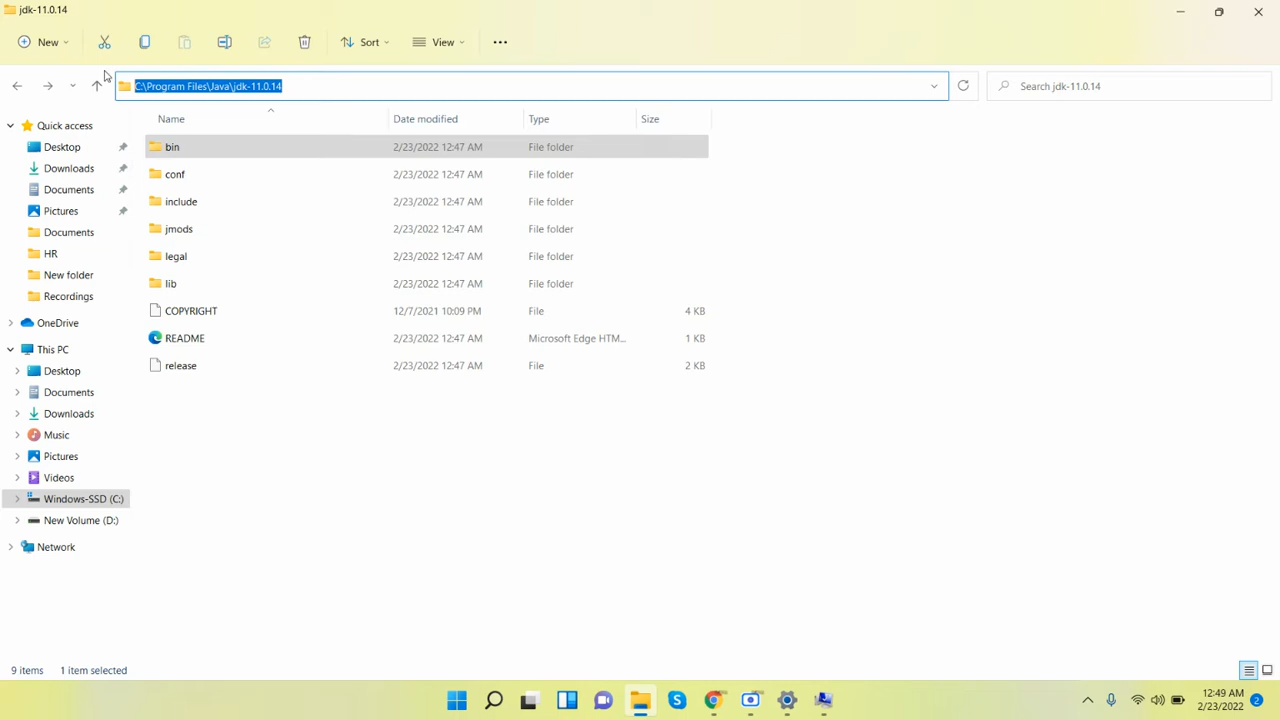 jdk-11.0.14
New
Sort
View
C:\Program Files\Java\jdk-11.0.14
Search jdk-11.0.14
Name Date modified Type Size
bin 2/23/2022 12:47 AM File folder
conf 2/23/2022 12:47 AM File folder
include 2/23/2022 12:47 AM File folder
jmods 2/23/2022 12:47 AM File folder
legal 2/23/2022 12:47 AM File folder
lib 2/23/2022 12:47 AM File folder
COPYRIGHT 12/7/2021 10:09 PM File 4 KB
README 2/23/2022 12:47 AM Microsoft Edge HTM... 1 KB
release 2/23/2022 12:47 AM File 2 KB
Quick access
Desktop
Downloads
Documents
Pictures
Documents
HR
New folder
Recordings
OneDrive
This PC
Desktop
Documents
Downloads
Music
Pictures
Videos
Windows-SSD (C:)
New Volume (D:)
Network
9 items 1 item selected
12:49 AM
2/23/2022
2